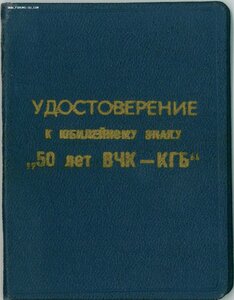 УДОСТОВЕРЕНИЕ
К ЮБИЛЕЙНОМУ ЗНАКУ
„50 лет ВЧК — КГБ“